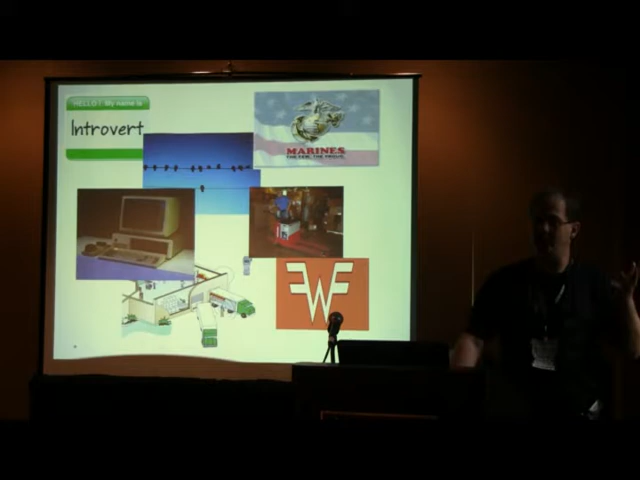 HELLO! My name is
Introvert
MARINES
THE FEW. THE PROUD.
W